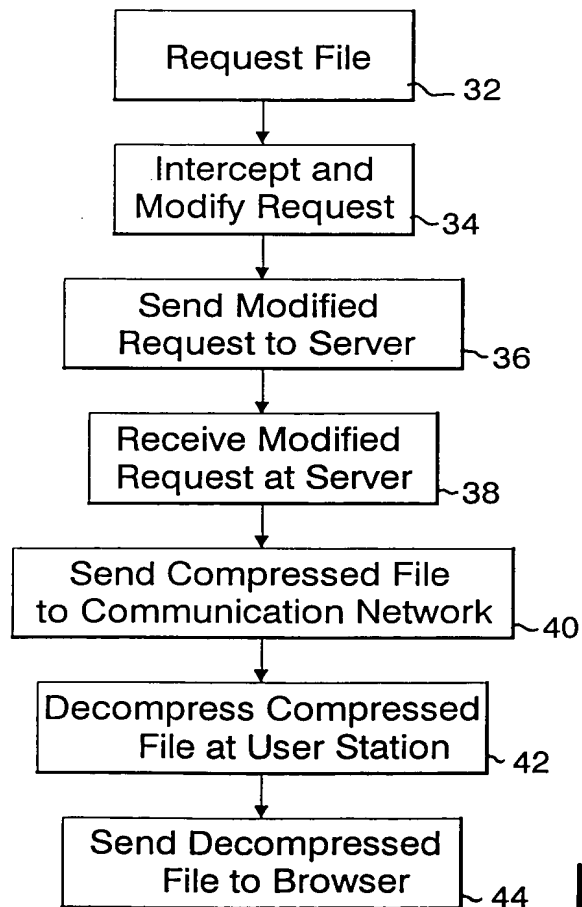 Request File
32
Intercept and
Modify Request
34
Send Modified
Request to Server
36
Receive Modified
Request at Server
38
Send Compressed File
to Communication Network
40
Decompress Compressed
File at User Station
42
Send Decompressed
File to Browser
44